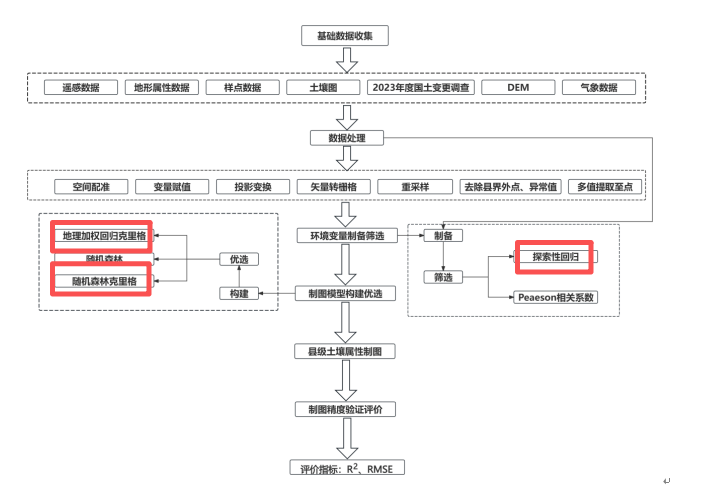 基础数据收集
遥感数据
地形属性数据
样点数据
土壤图
2023年度国土变更调查
DEM
气象数据
数据处理
空间配准
变量赋值
投影变换
矢量转栅格
重采样
去除县界外点、异常值
多值提取至点
地理加权回归克里格
随机森林
随机森林克里格
优选
构建
环境变量制备筛选
制备
筛选
探索性回归
Peaeson相关系数
制图模型构建优选
县级土壤属性制图
制图精度验证评价
评价指标：R²、RMSE